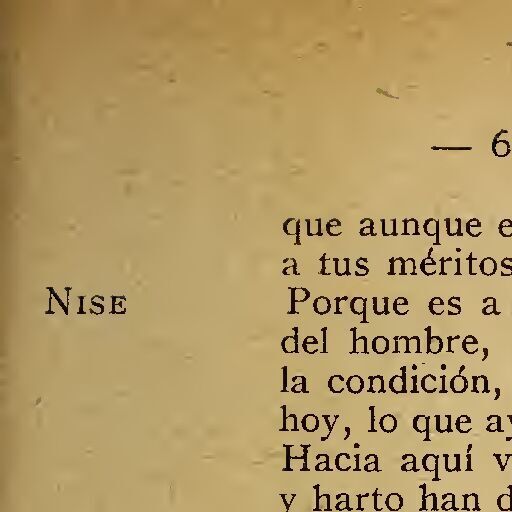 — 6
que aunque e
a tus méritos
NISE Porque es a
del hombre,
la condición,
hoy, lo que ay
Hacia aquí v
y harto han d